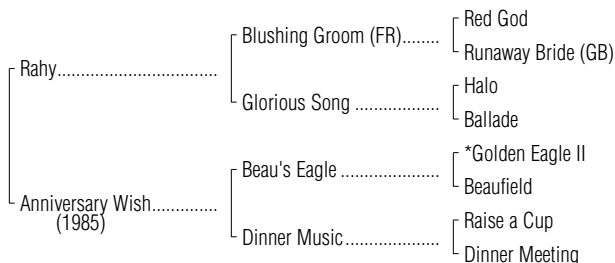 Red God
Blushing Groom (FR)........
Runaway Bride (GB)
Rahy..................................
Halo
Glorious Song ..................
Ballade
*Golden Eagle II
Beau's Eagle .....................
Beaufield
Anniversary Wish..............
(1985)
Raise a Cup
Dinner Music....................
Dinner Meeting